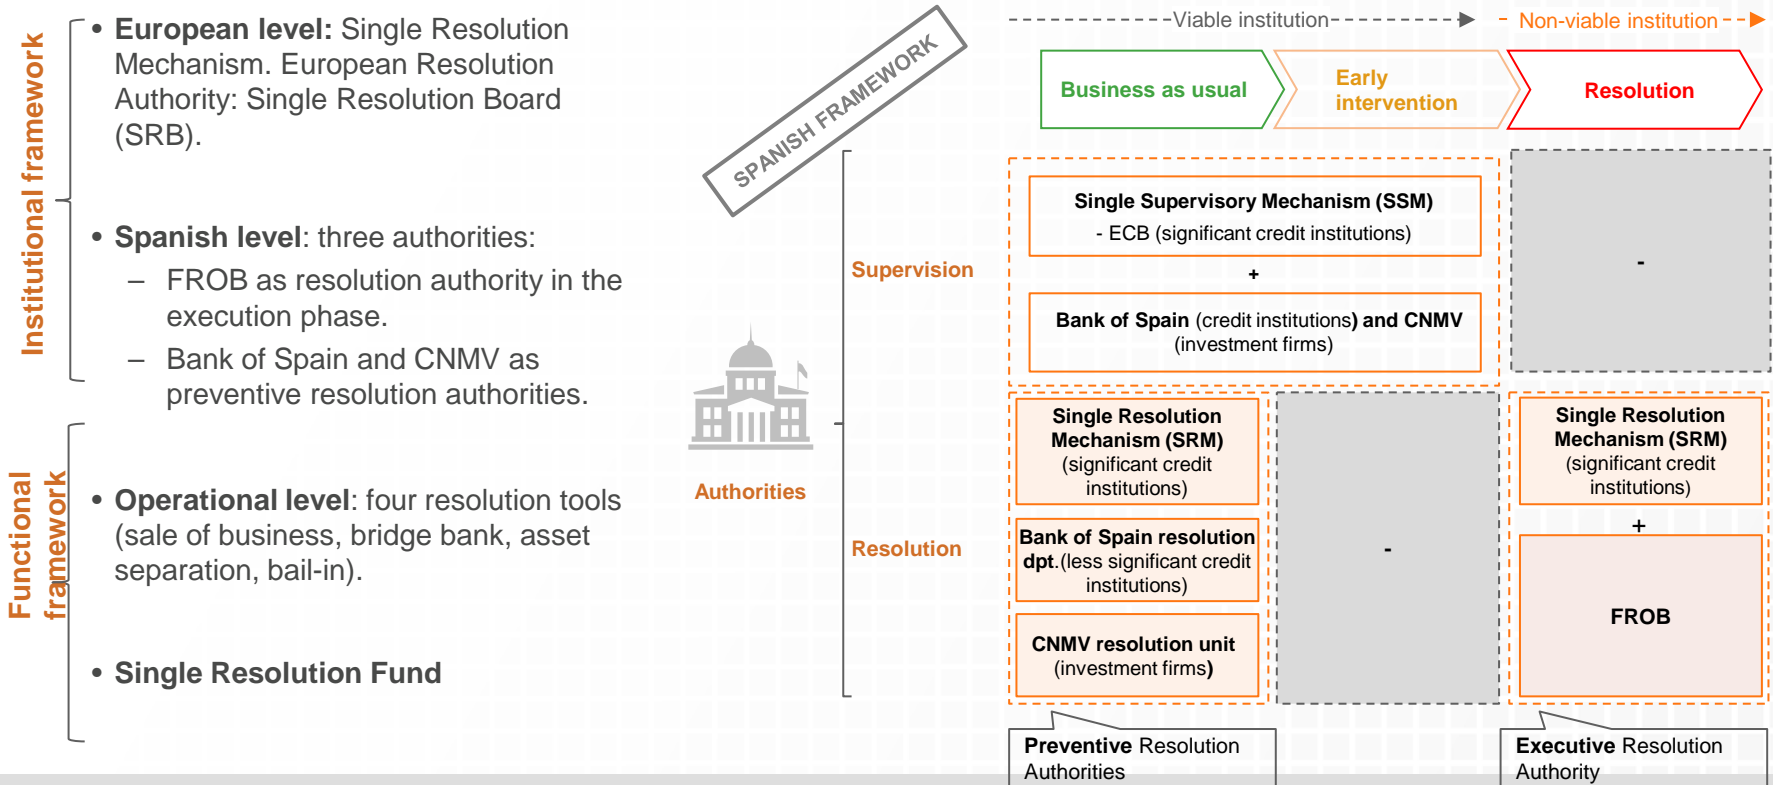 Institutional framework
• European level: Single Resolution
Mechanism. European Resolution
Authority: Single Resolution Board
(SRB).
• Spanish level: three authorities:
– FROB as resolution authority in the
execution phase.
– Bank of Spain and CNMV as
preventive resolution authorities.
Functional
framework
• Operational level: four resolution tools
(sale of business, bridge bank, asset
separation, bail-in).
• Single Resolution Fund
SPANISH FRAMEWORK
Authorities
Supervision
Resolution
Viable institution
Non-viable institution
Business as usual
Early
intervention
Resolution
Single Supervisory Mechanism (SSM)
- ECB (significant credit institutions)
+
Bank of Spain (credit institutions) and CNMV
(investment firms)
-
Single Resolution
Mechanism (SRM)
(significant credit
institutions)
Bank of Spain resolution
dpt.(less significant credit
institutions)
CNMV resolution unit
(investment firms)
-
Single Resolution
Mechanism (SRM)
(significant credit
institutions)
+
FROB
Preventive Resolution
Authorities
Executive Resolution
Authority